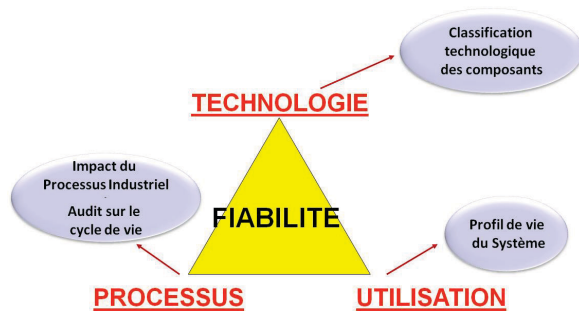 Classification
technologique
des composants
TECHNOLOGIE
Impact du
Processus Industriel
-
Audit sur le
cycle de vie
FIABILITE
Profil de vie
du Système
PROCESSUS
UTILISATION